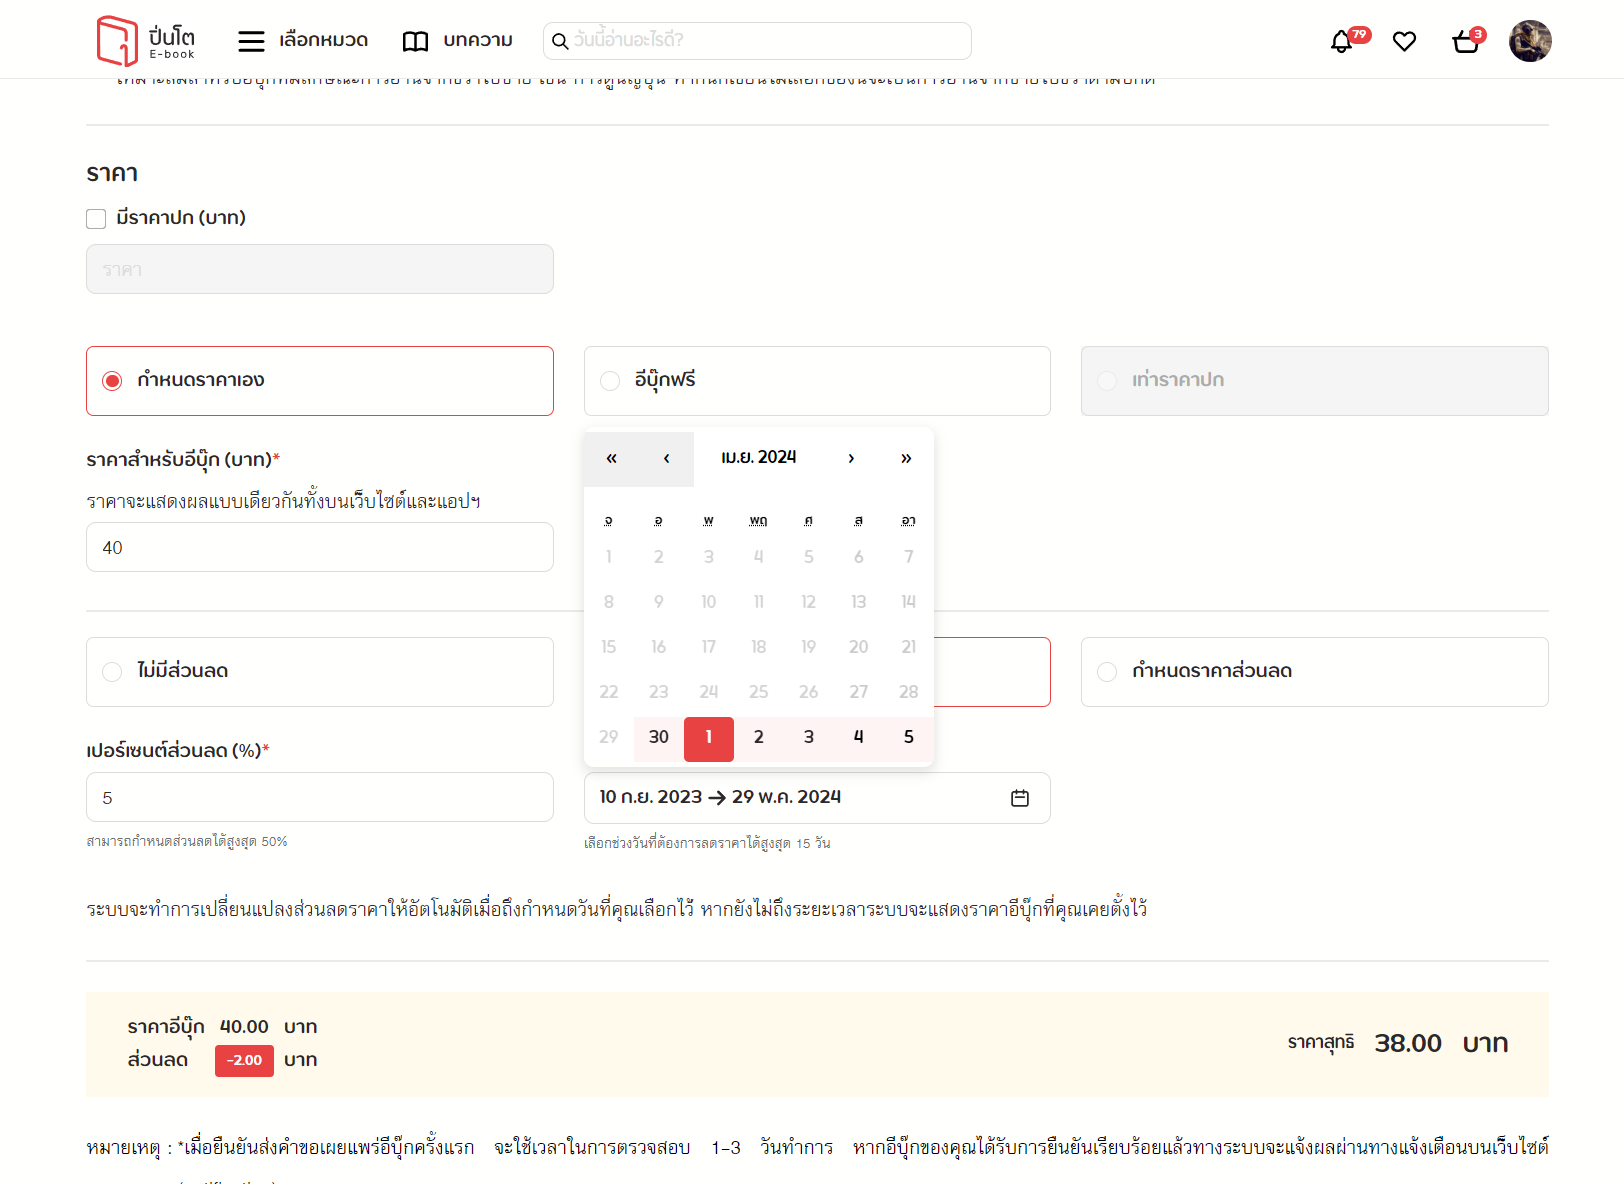 ปิ่นโต
E-book
เลือกหมวด
บทความ
วันนี้อ่านอะไรดี?
79
3
ราคา
มีราคาปก (บาท)
ราคา
กำหนดราคาเอง
อีบุ๊กฟรี
เท่าราคาปก
ราคาสำหรับอีบุ๊ก (บาท)*
ราคาจะแสดงผลแบบเดียวกันทั้งบนเว็บไซต์และแอปฯ
40
« ‹ เม.ย. 2024 › »
จ อ พ พฤ ศ ส อา
1 2 3 4 5 6 7
8 9 10 11 12 13 14
15 16 17 18 19 20 21
22 23 24 25 26 27 28
29 30 1 2 3 4 5
ไม่มีส่วนลด
กำหนดราคาส่วนลด
เปอร์เซนต์ส่วนลด (%)*
5
10 ก.ย. 2023 → 29 พ.ค. 2024
สามารถกำหนดส่วนลดได้สูงสุด 50%
เลือกช่วงวันที่ต้องการลดราคาได้สูงสุด 15 วัน
ระบบจะทำการเปลี่ยนแปลงส่วนลดราคาให้อัตโนมัติเมื่อถึงกำหนดวันที่คุณเลือกไว้ หากยังไม่ถึงระยะเวลาระบบจะแสดงราคาอีบุ๊กที่คุณเคยตั้งไว้
ราคาอีบุ๊ก 40.00 บาท
ส่วนลด -2.00 บาท
ราคาสุทธิ 38.00 บาท
หมายเหตุ : *เมื่อยืนยันส่งคำขอเผยแพร่อีบุ๊กครั้งแรก จะใช้เวลาในการตรวจสอบ 1-3 วันทำการ หากอีบุ๊กของคุณได้รับการยืนยันเรียบร้อยแล้วทางระบบจะแจ้งผลผ่านทางแจ้งเตือนบนเว็บไซต์